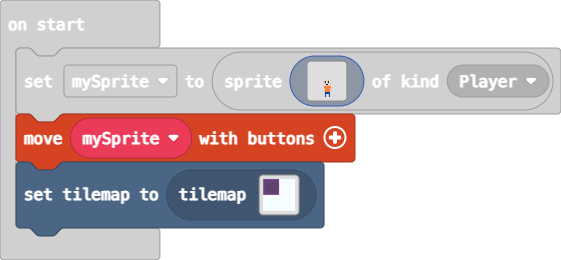 on start
set mySprite to sprite of kind Player
move mySprite with buttons
set tilemap to tilemap